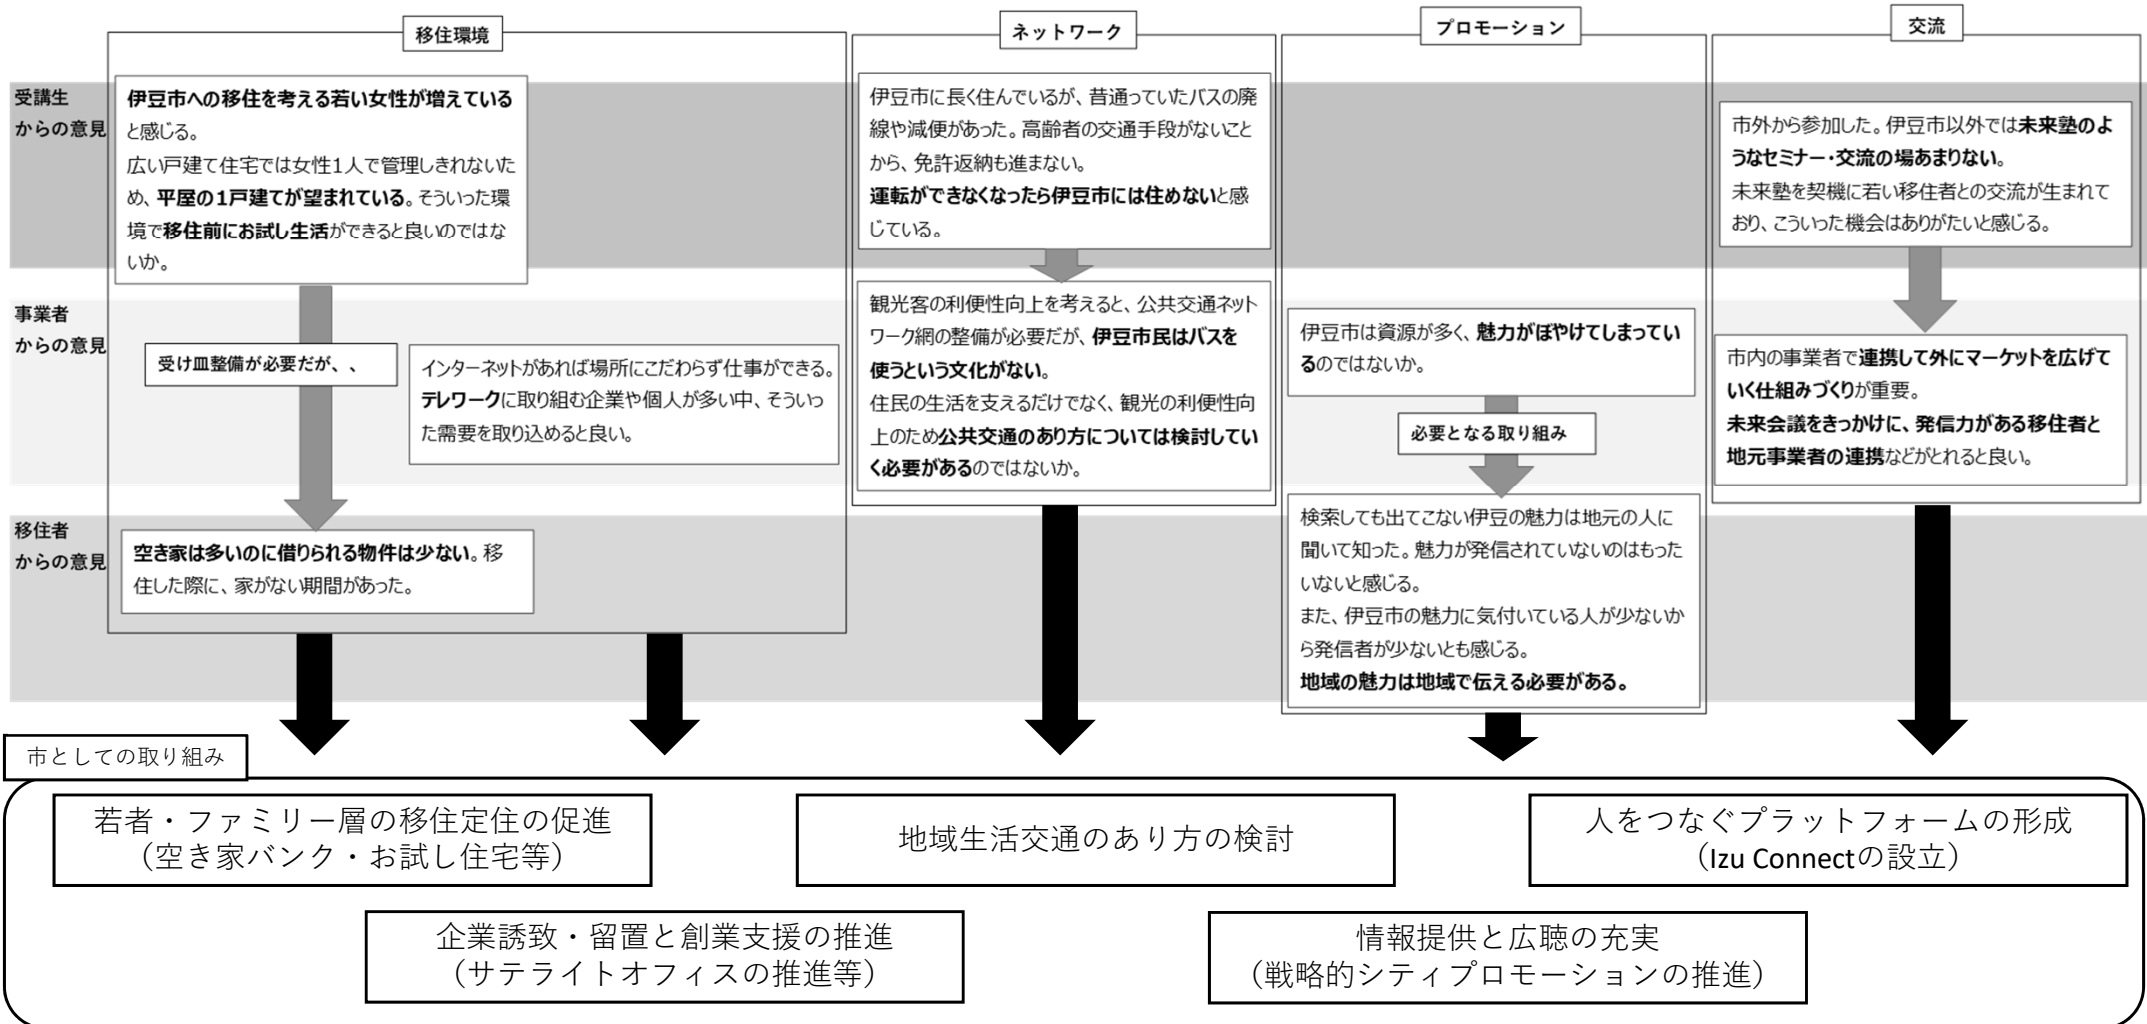 移住環境
ネットワーク
プロモーション
交流
受講生
からの意見
伊豆市への移住を考える若い女性が増えている
と感じる。
広い戸建て住宅では女性1人で管理しきれないた
め、平屋の1戸建てが望まれている。そういった環
境で移住前にお試し生活ができると良いのではな
いか。
伊豆市に長く住んでいるが、昔通っていたバスの廃
線や減便があった。高齢者の交通手段がないこと
から、免許返納も進まない。
運転ができなくなったら伊豆市には住めないと感
じている。
市外から参加した。伊豆市以外では未来塾のよ
うなセミナー・交流の場あまりない。
未来塾を契機に若い移住者との交流が生まれて
おり、こういった機会はありがたいと感じる。
事業者
からの意見
受け皿整備が必要だが、、
インターネットがあれば場所にこだわらず仕事ができる。
テレワークに取り組む企業や個人が多い中、そういっ
た需要を取り込めると良い。
観光客の利便性向上を考えると、公共交通ネット
ワーク網の整備が必要だが、伊豆市民はバスを
使うという文化がない。
住民の生活を支えるだけでなく、観光の利便性向
上のため公共交通のあり方については検討してい
く必要があるのではないか。
伊豆市は資源が多く、魅力がぼやけてしまってい
るのではないか。
必要となる取り組み
市内の事業者で連携して外にマーケットを広げて
いく仕組みづくりが重要。
未来会議をきっかけに、発信力がある移住者と
地元事業者の連携などがとれると良い。
移住者
からの意見
空き家は多いのに借りられる物件は少ない。移
住した際に、家がない期間があった。
検索しても出てこない伊豆の魅力は地元の人に
聞いて知った。魅力が発信されていないのはもった
いないと感じる。
また、伊豆市の魅力に気付いている人が少ないか
ら発信者が少ないとも感じる。
地域の魅力は地域で伝える必要がある。
市としての取り組み
若者・ファミリー層の移住定住の促進
（空き家バンク・お試し住宅等）
地域生活交通のあり方の検討
人をつなぐプラットフォームの形成
（Izu Connectの設立）
企業誘致・留置と創業支援の推進
（サテライトオフィスの推進等）
情報提供と広聴の充実
（戦略的シティプロモーションの推進）